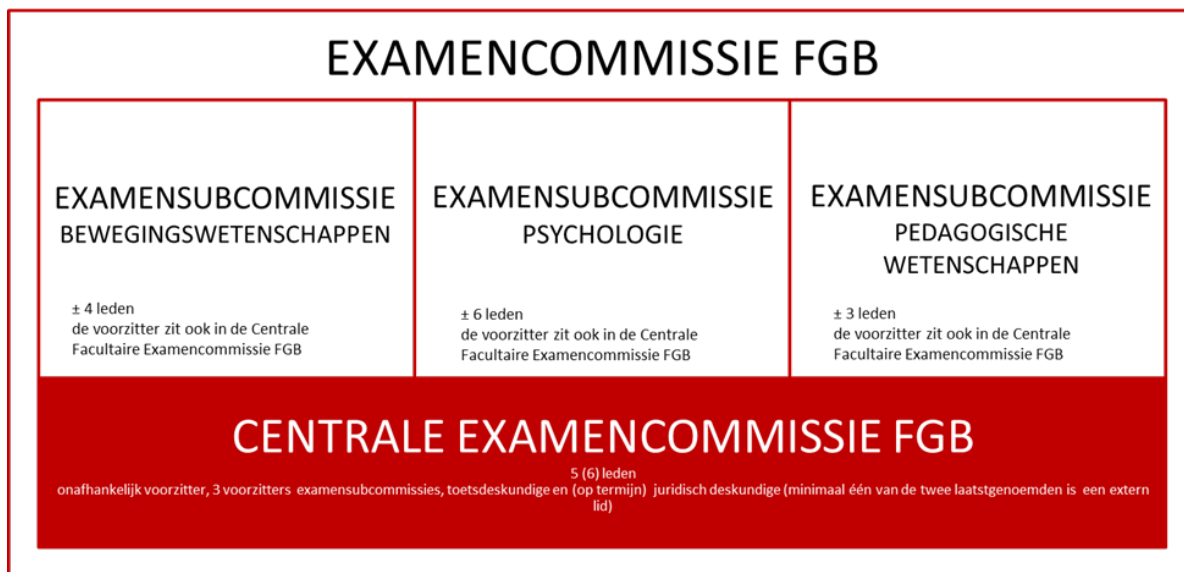 EXAMENCOMMISSIE FGB
EXAMENSUBCOMMISSIE
BEWEGINGSWETENSCHAPPEN
± 4 leden
de voorzitter zit ook in de Centrale
Facultaire Examencommissie FGB
EXAMENSUBCOMMISSIE
PSYCHOLOGIE
± 6 leden
de voorzitter zit ook in de Centrale
Facultaire Examencommissie FGB
EXAMENSUBCOMMISSIE
PEDAGOGISCHE
WETENSCHAPPEN
± 3 leden
de voorzitter zit ook in de Centrale
Facultaire Examencommissie FGB
CENTRALE EXAMENCOMMISSIE FGB
5 (6) leden
onafhankelijk voorzitter, 3 voorzitters examensubcommissies, toetsdeskundige en (op termijn) juridisch deskundige (minimaal één van de twee laatstgenoemden is een extern
lid)